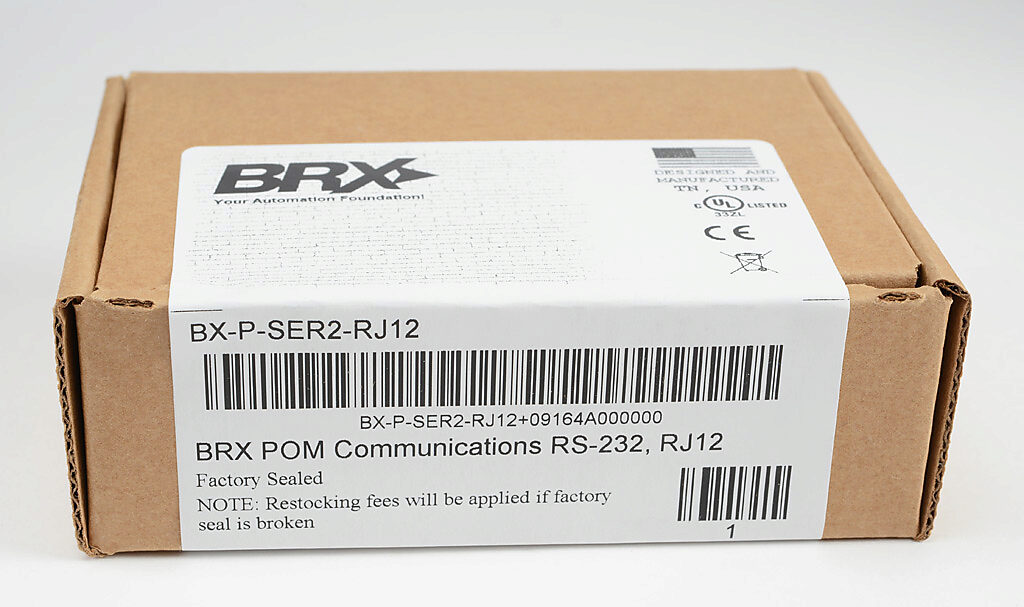 BRX
Your Automation Foundation!
DESIGNED AND
MANUFACTURED
TN, USA
C UL LISTED
33ZL
CE
BX-P-SER2-RJ12
BX-P-SER2-RJ12+09164A000000
BRX POM Communications RS-232, RJ12
Factory Sealed
NOTE: Restocking fees will be applied if factory
seal is broken
1